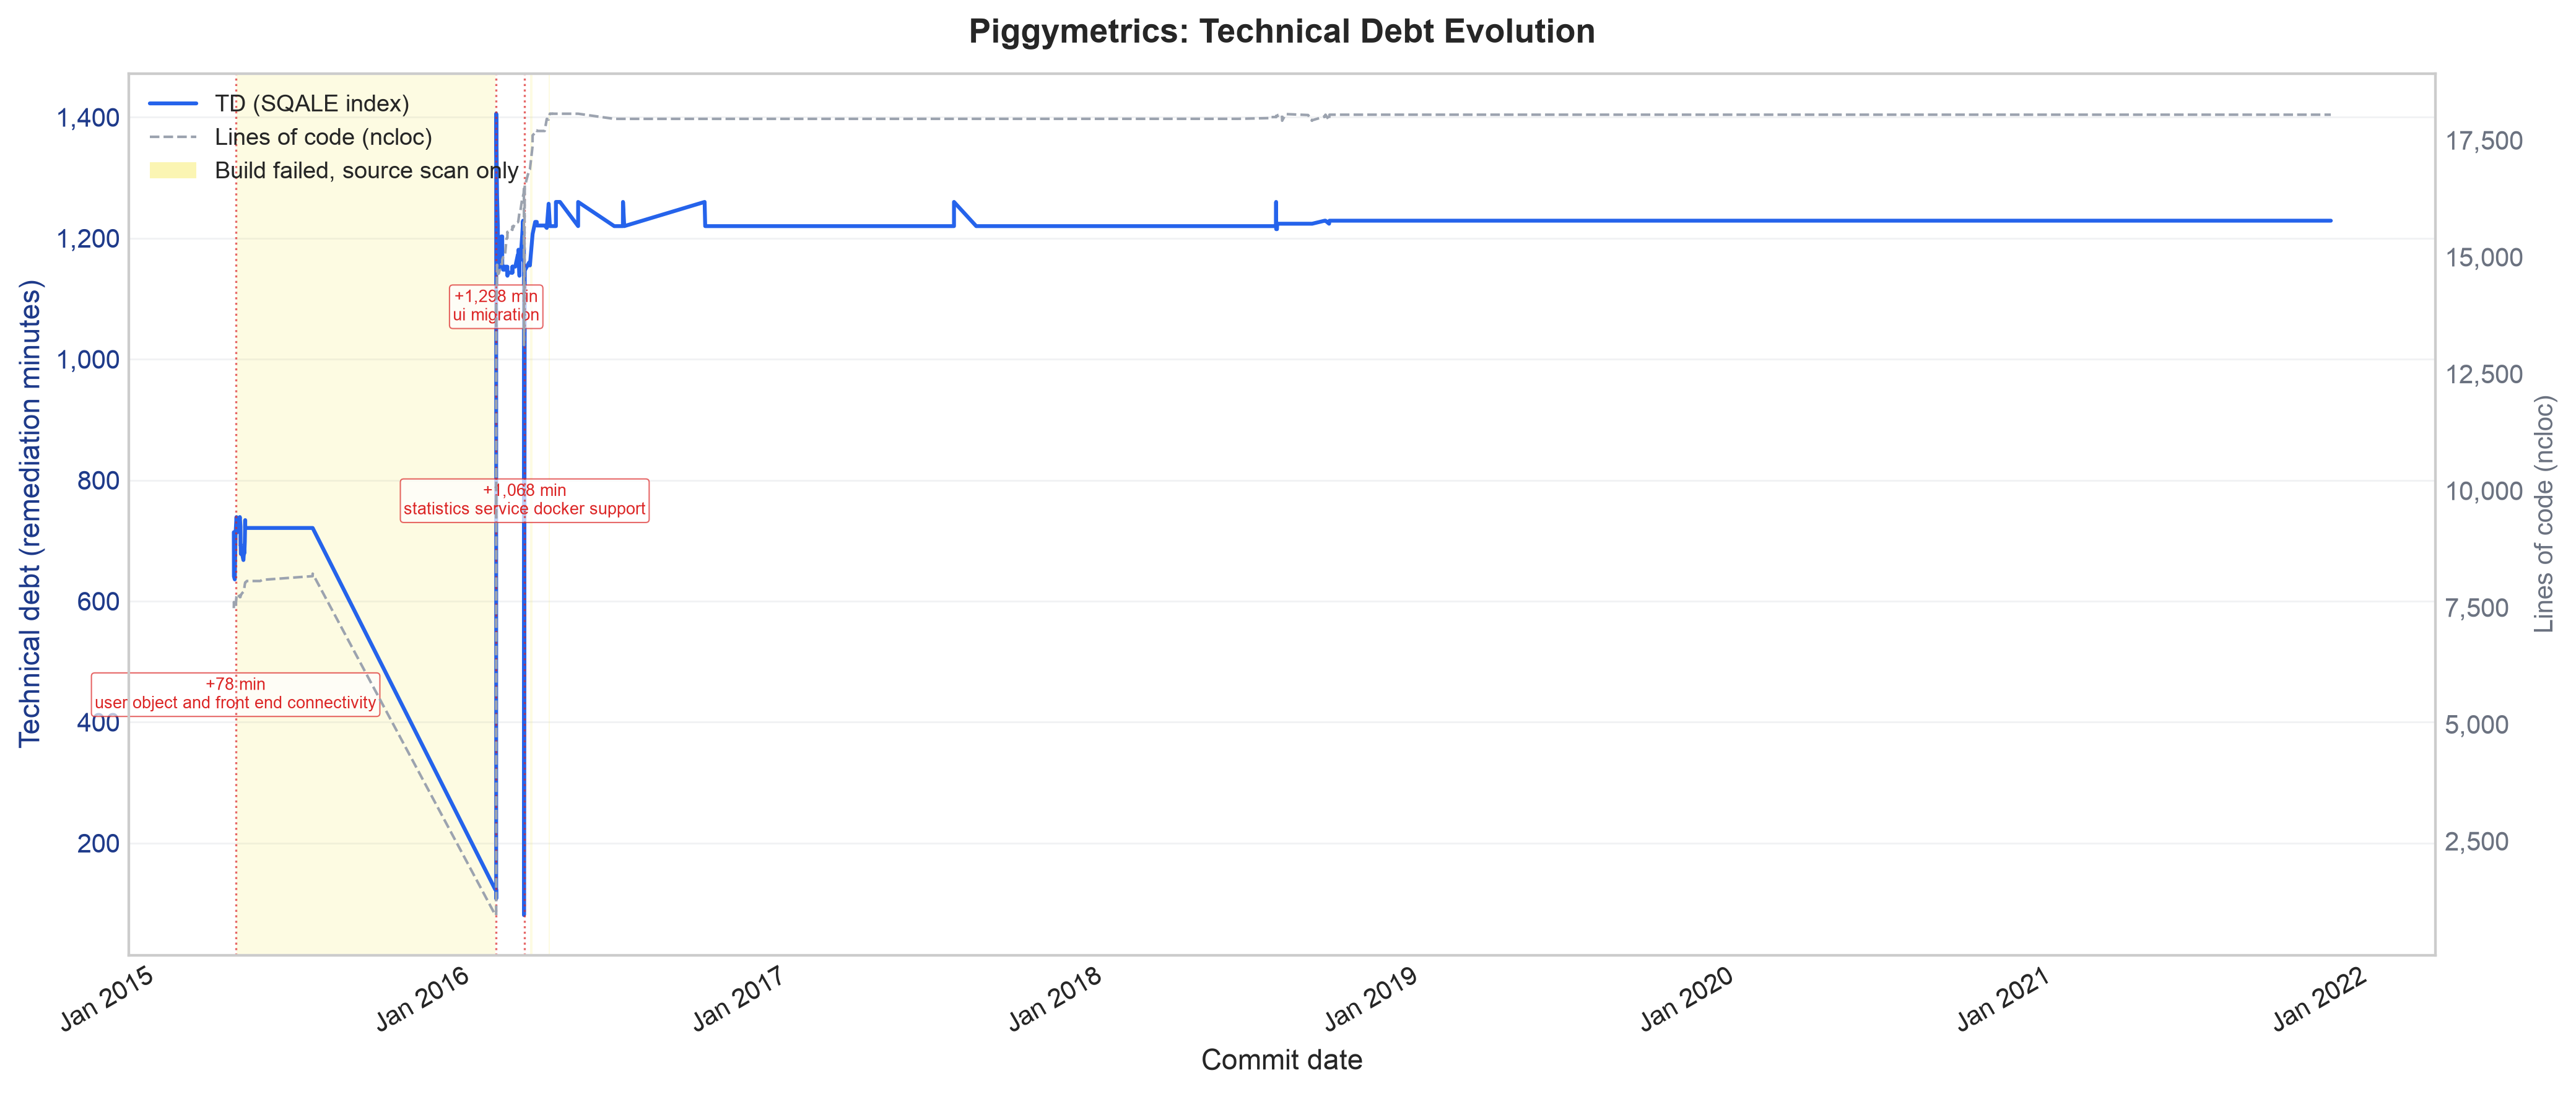 Piggymetrics: Technical Debt Evolution
TD (SQALE index)
Lines of code (ncloc)
Build failed, source scan only
1,400
1,200
1,000
800
600
400
200
Technical debt (remediation minutes)
17,500
15,000
12,500
10,000
7,500
5,000
2,500
Lines of code (ncloc)
+1,298 min
ui migration
+1,068 min
statistics service docker support
+78 min
user object and front end connectivity
Jan 2015
Jan 2016
Jan 2017
Jan 2018
Jan 2019
Jan 2020
Jan 2021
Jan 2022
Commit date